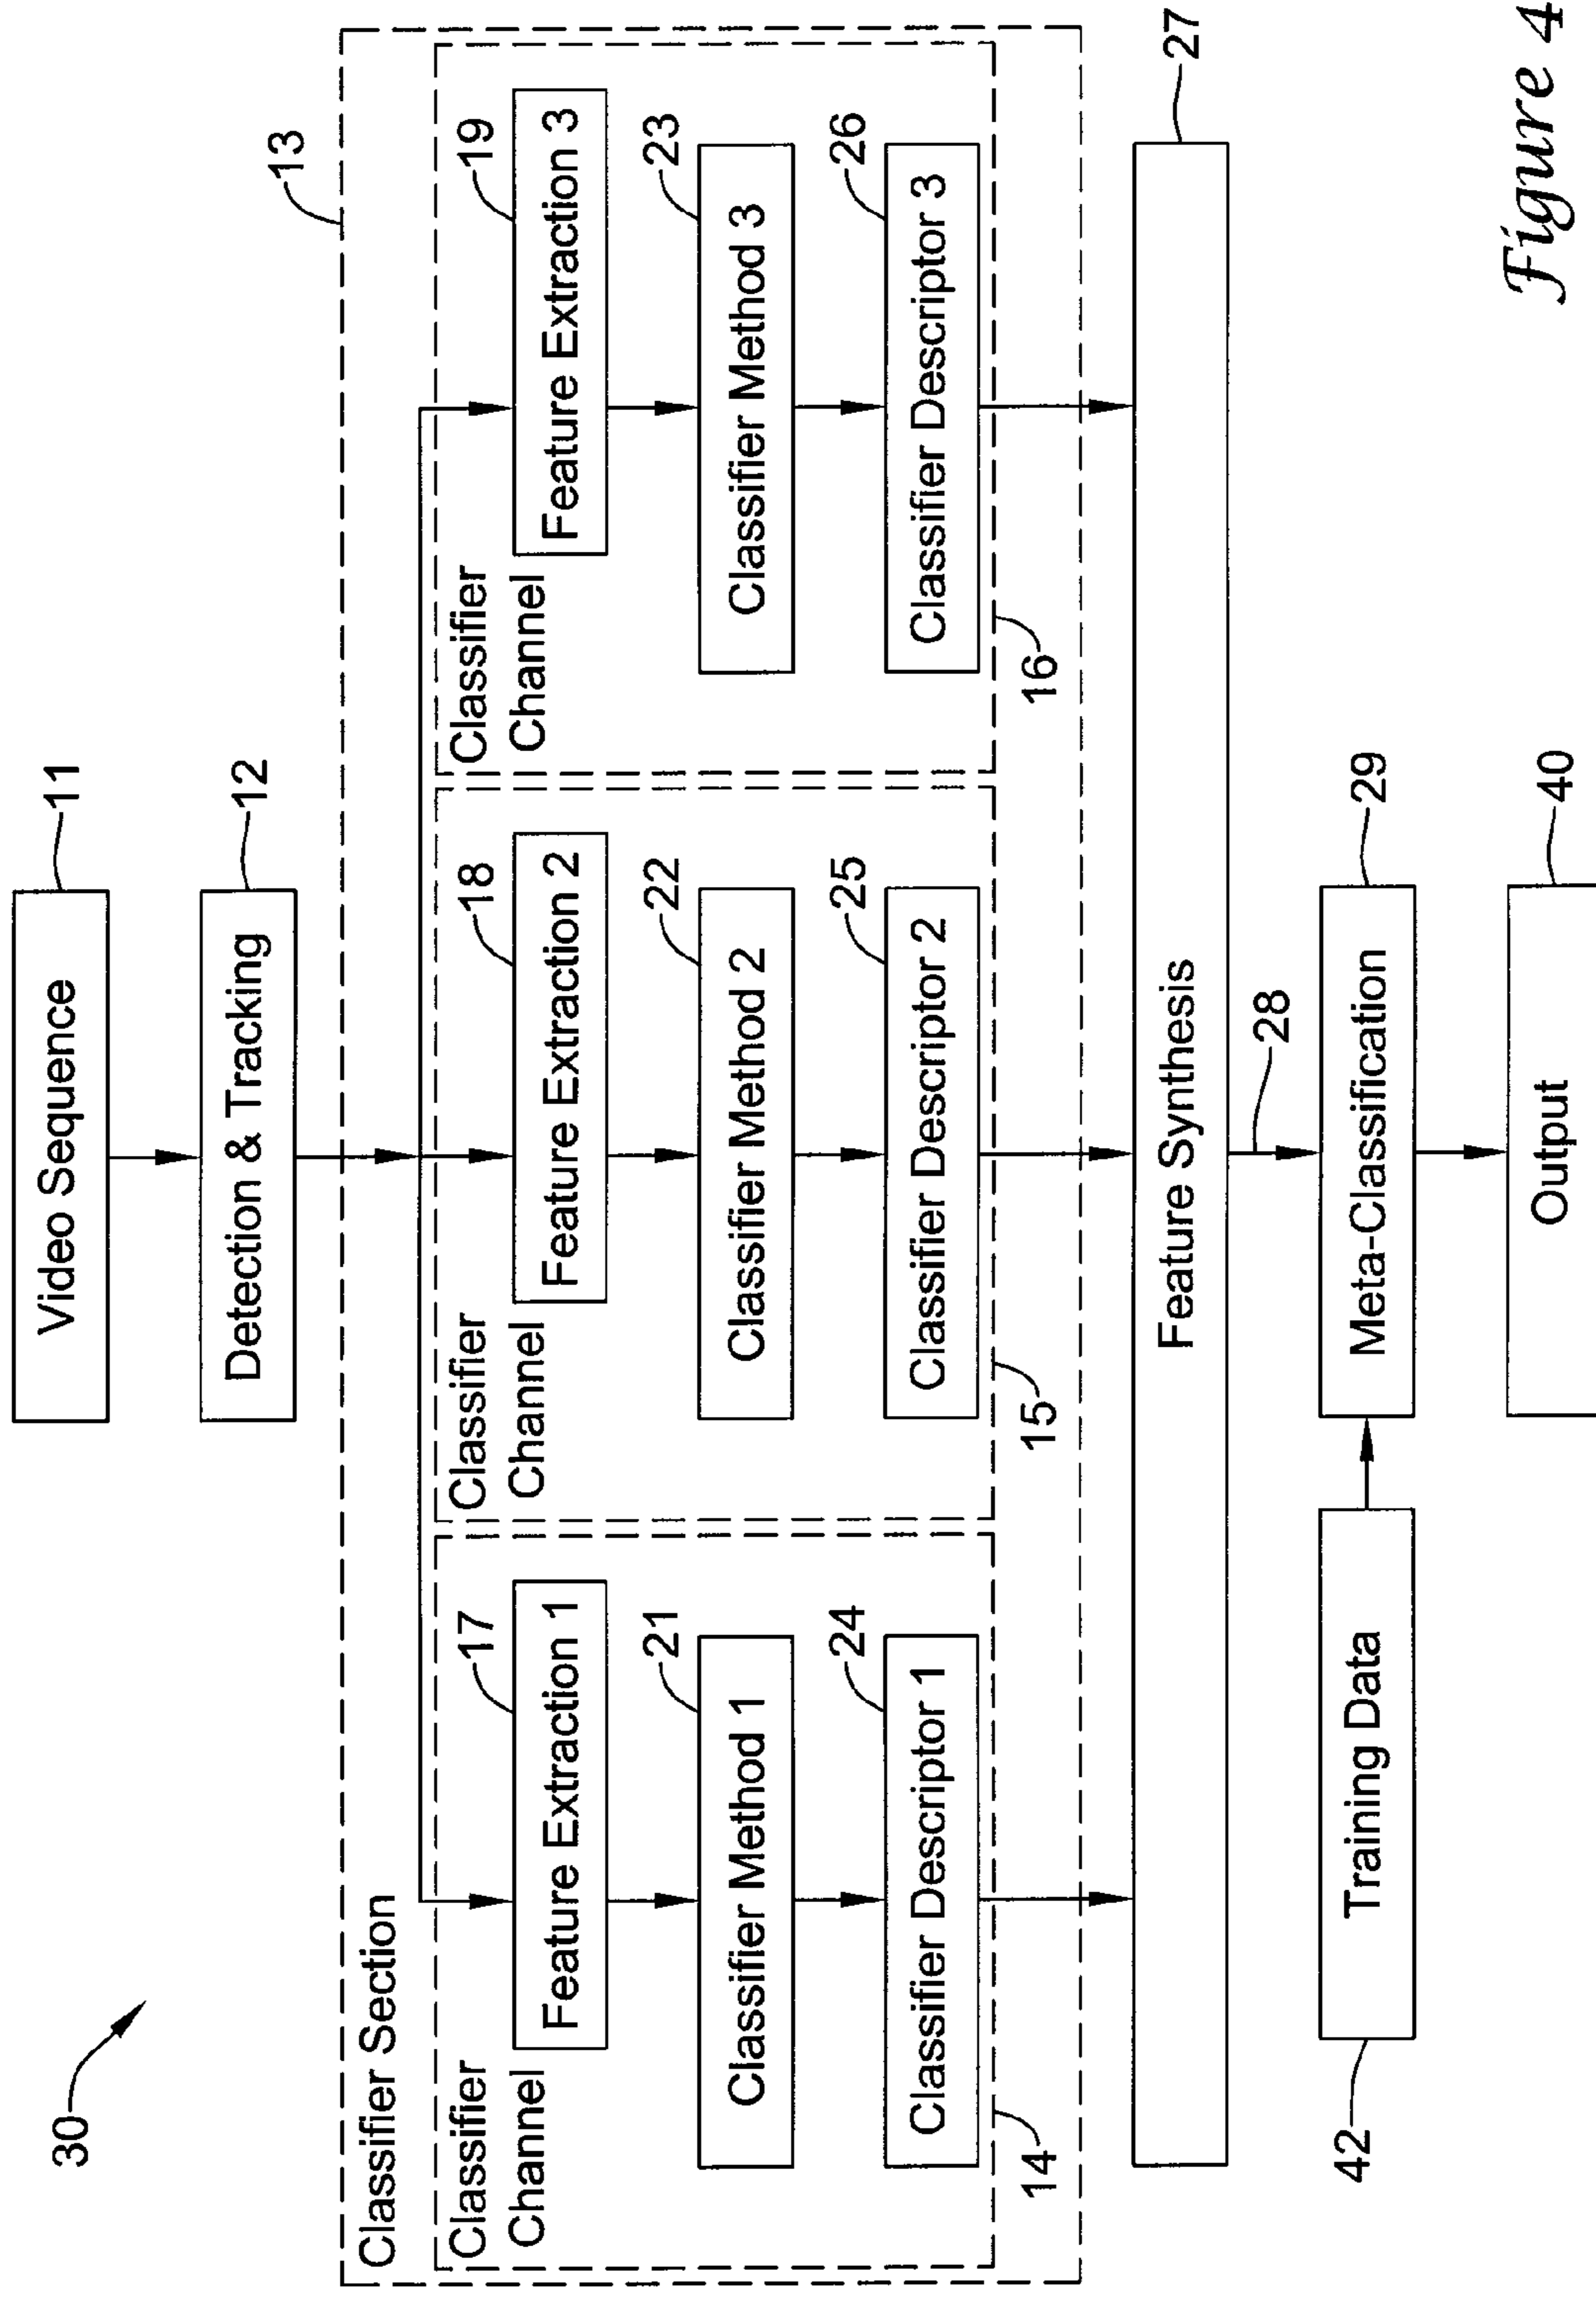 30
Video Sequence
11
Detection & Tracking
12
13
Classifier Section
Classifier
Channel
17
Feature Extraction 1
21
Classifier Method 1
24
Classifier Descriptor 1
14
Classifier
Channel
18
Feature Extraction 2
22
Classifier Method 2
25
Classifier Descriptor 2
15
Classifier
Channel
19
Feature Extraction 3
23
Classifier Method 3
26
Classifier Descriptor 3
16
Feature Synthesis
27
28
42
Training Data
Meta-Classification
29
Output
40
Figure 4